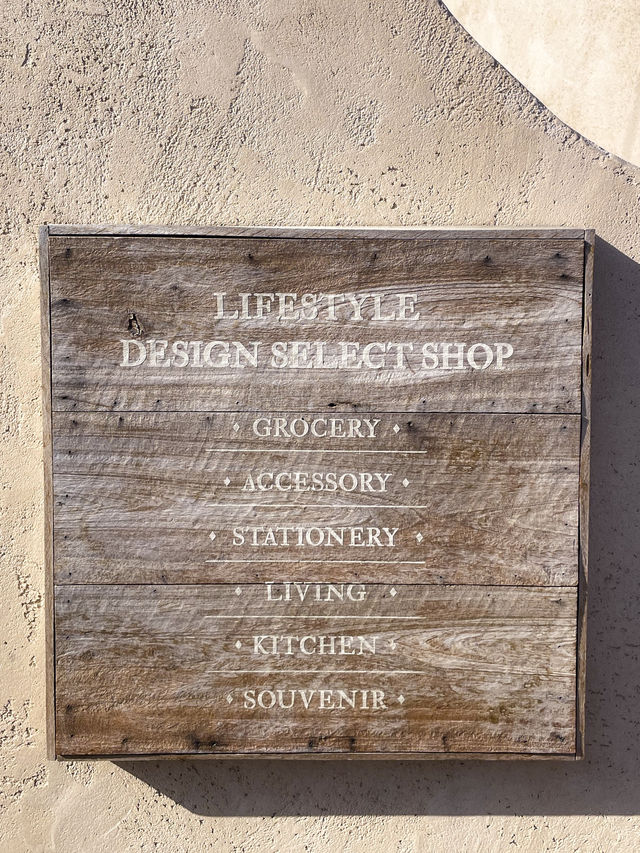 LIFESTYLE
DESIGN SELECT SHOP
GROCERY
ACCESSORY
STATIONERY
LIVING
KITCHEN
SOUVENIR